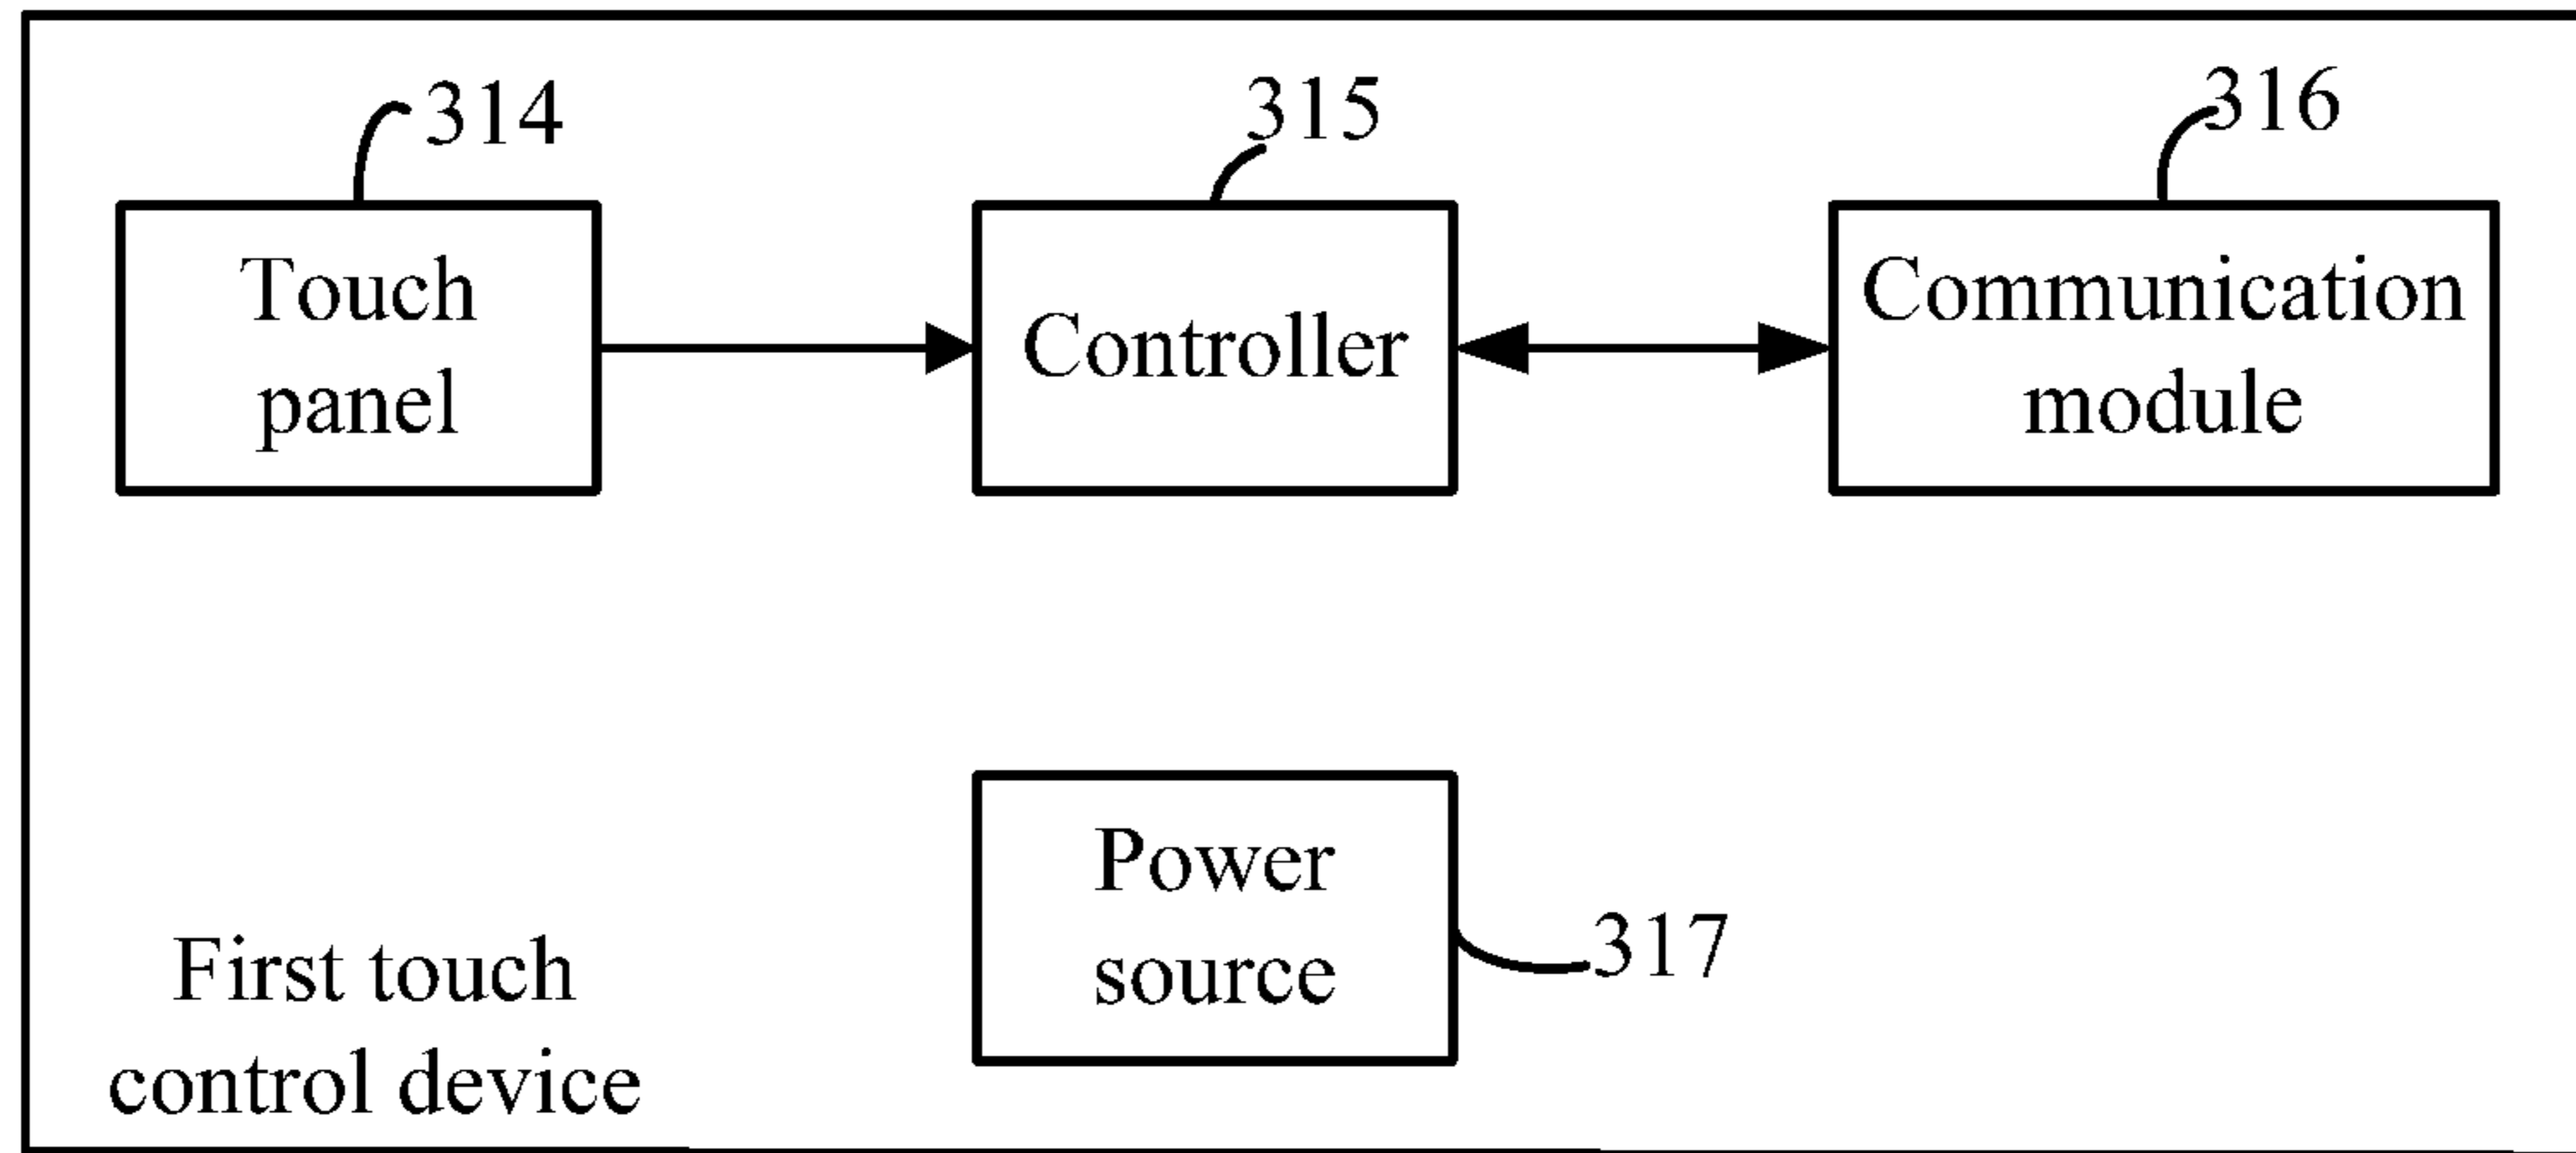 314
315
316
Touch
panel
Controller
Communication
module
Power
source
317
First touch
control device